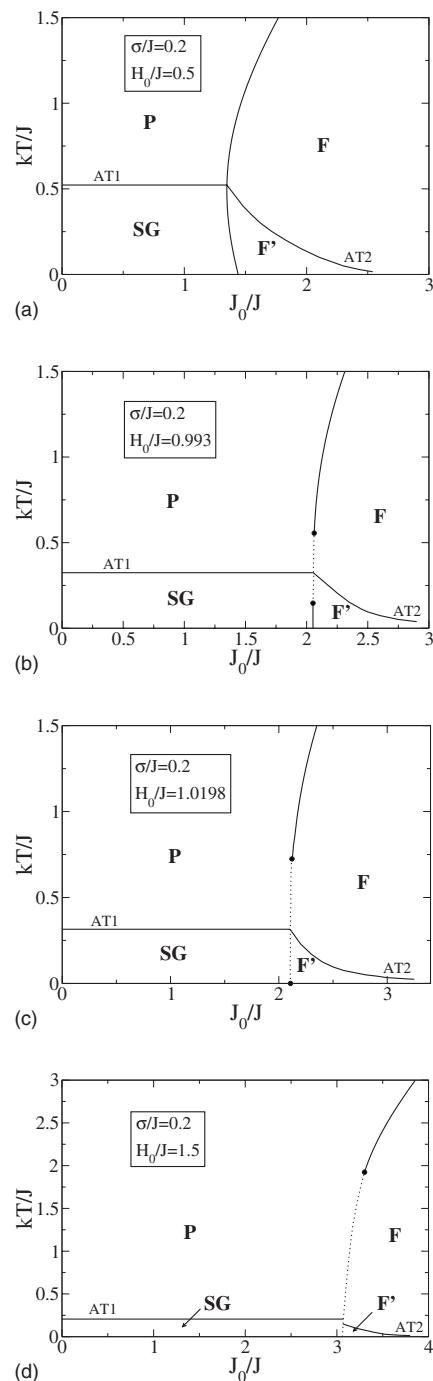 1.5
σ/J=0.2
H₀/J=0.5
P
F
kT/J
1
0.5
AT1
SG
F'
AT2
0
0
1
2
3
(a)
J₀/J
1.5
σ/J=0.2
H₀/J=0.993
1
kT/J
P
F
0.5
AT1
SG
F'
AT2
0
0
0.5
1
1.5
2
2.5
3
(b)
J₀/J
1.5
σ/J=0.2
H₀/J=1.0198
1
kT/J
P
F
0.5
AT1
SG
F'
AT2
0
0
1
2
3
(c)
J₀/J
3
2.5
σ/J=0.2
H₀/J=1.5
2
kT/J
1.5
P
F
1
0.5
AT1
SG
F'
AT2
0
0
1
2
3
4
(d)
J₀/J